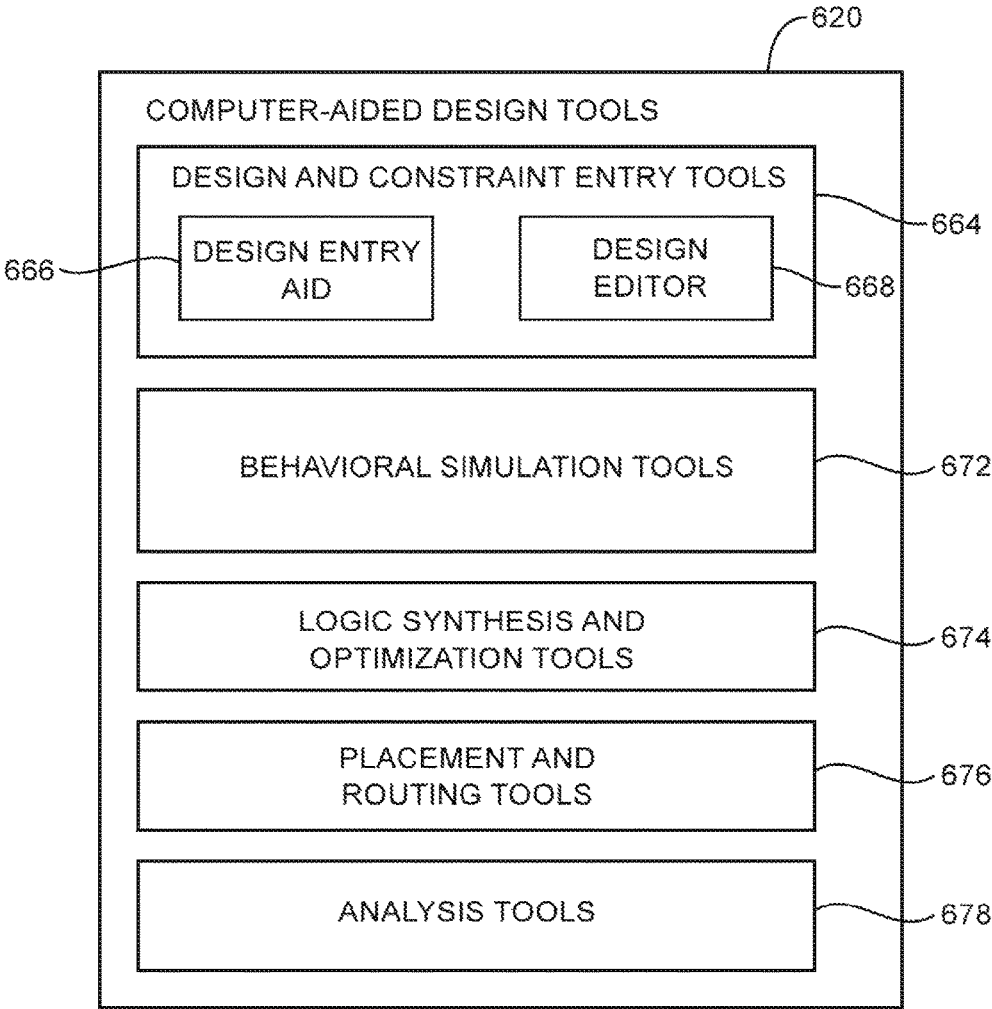 620
COMPUTER-AIDED DESIGN TOOLS
DESIGN AND CONSTRAINT ENTRY TOOLS
664
666
DESIGN ENTRY
AID
DESIGN
EDITOR
668
BEHAVIORAL SIMULATION TOOLS
672
LOGIC SYNTHESIS AND
OPTIMIZATION TOOLS
674
PLACEMENT AND
ROUTING TOOLS
676
ANALYSIS TOOLS
678